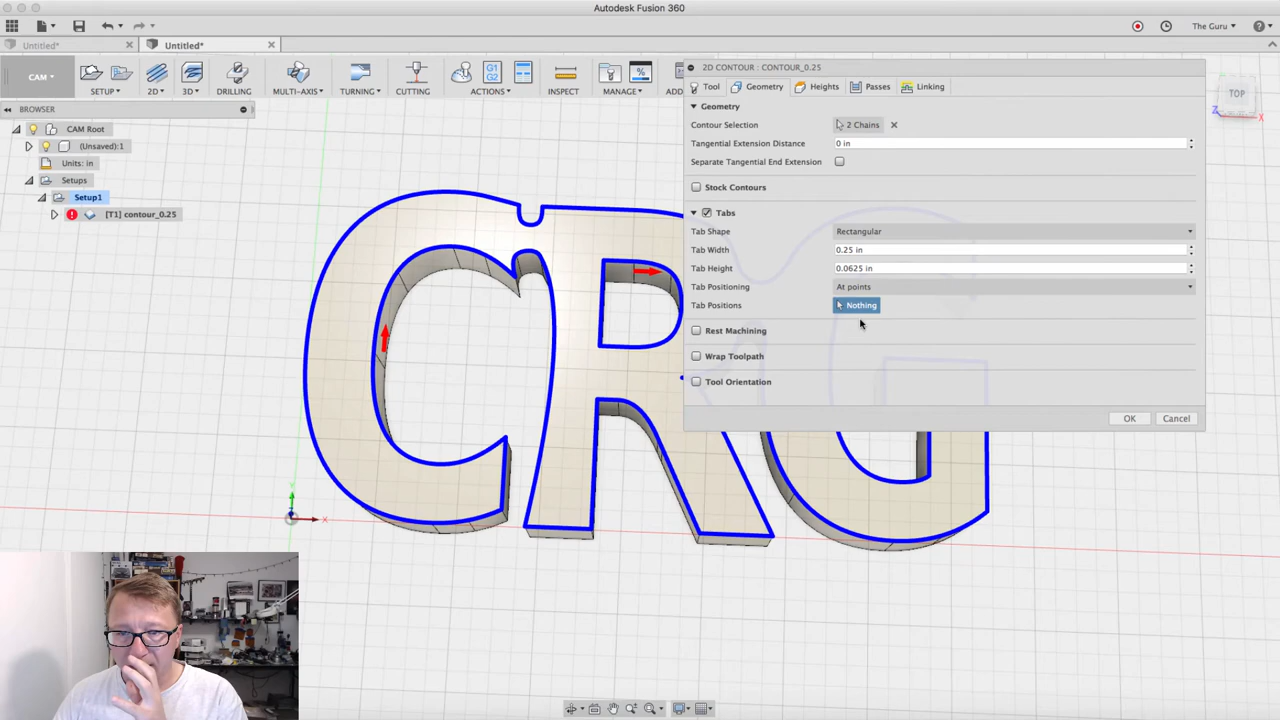 Autodesk Fusion 360
The Guru
Untitled*
Untitled*
CAM
SETUP
2D
3D
DRILLING
MULTI-AXIS
TURNING
CUTTING
G1
G2
ACTIONS
INSPECT
MANAGE
ADD
BROWSER
CAM Root
(Unsaved):1
Units: in
Setups
Setup1
[T1] contour_0.25
2D CONTOUR : CONTOUR_0.25
Tool
Geometry
Heights
Passes
Linking
Geometry
Contour Selection
2 Chains
Tangential Extension Distance
0 in
Separate Tangential End Extension
Stock Contours
Tabs
Tab Shape
Rectangular
Tab Width
0.25 in
Tab Height
0.0625 in
Tab Positioning
At points
Tab Positions
Nothing
Rest Machining
Wrap Toolpath
Tool Orientation
OK
Cancel
TOP
Z
X
X
CRG